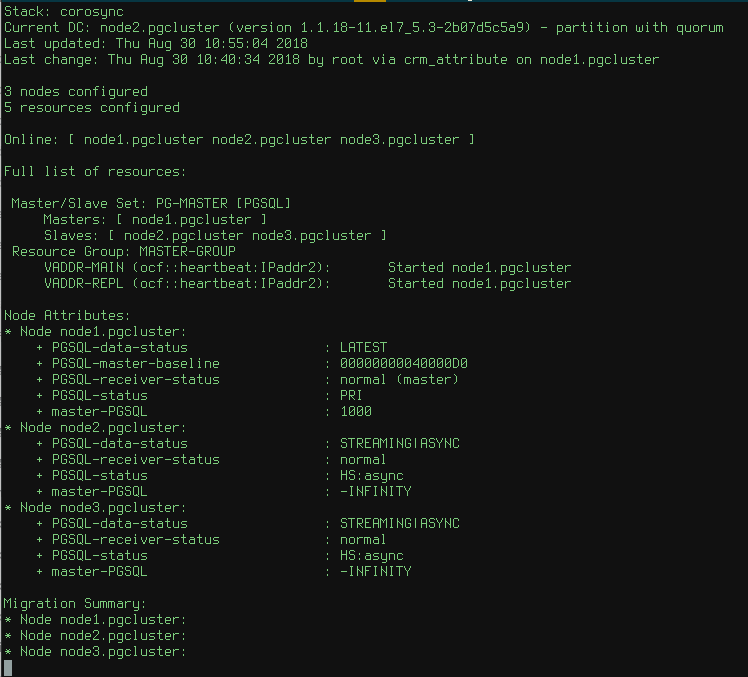 Stack: corosync
Current DC: node2.pgcluster (version 1.1.18-11.el7_5.3-2b07d5c5a9) - partition with quorum
Last updated: Thu Aug 30 10:55:04 2018
Last change: Thu Aug 30 10:40:34 2018 by root via crm_attribute on node1.pgcluster
3 nodes configured
5 resources configured
Online: [ node1.pgcluster node2.pgcluster node3.pgcluster ]
Full list of resources:
Master/Slave Set: PG-MASTER [PGSQL]
Masters: [ node1.pgcluster ]
Slaves: [ node2.pgcluster node3.pgcluster ]
Resource Group: MASTER-GROUP
VADDR-MAIN (ocf::heartbeat:IPaddr2): Started node1.pgcluster
VADDR-REPL (ocf::heartbeat:IPaddr2): Started node1.pgcluster
Node Attributes:
* Node node1.pgcluster:
+ PGSQL-data-status : LATEST
+ PGSQL-master-baseline : 00000000040000D0
+ PGSQL-receiver-status : normal (master)
+ PGSQL-status : PRI
+ master-PGSQL : 1000
* Node node2.pgcluster:
+ PGSQL-data-status : STREAMING|ASYNC
+ PGSQL-receiver-status : normal
+ PGSQL-status : HS:async
+ master-PGSQL : -INFINITY
* Node node3.pgcluster:
+ PGSQL-data-status : STREAMING|ASYNC
+ PGSQL-receiver-status : normal
+ PGSQL-status : HS:async
+ master-PGSQL : -INFINITY
Migration Summary:
* Node node1.pgcluster:
* Node node2.pgcluster:
* Node node3.pgcluster: